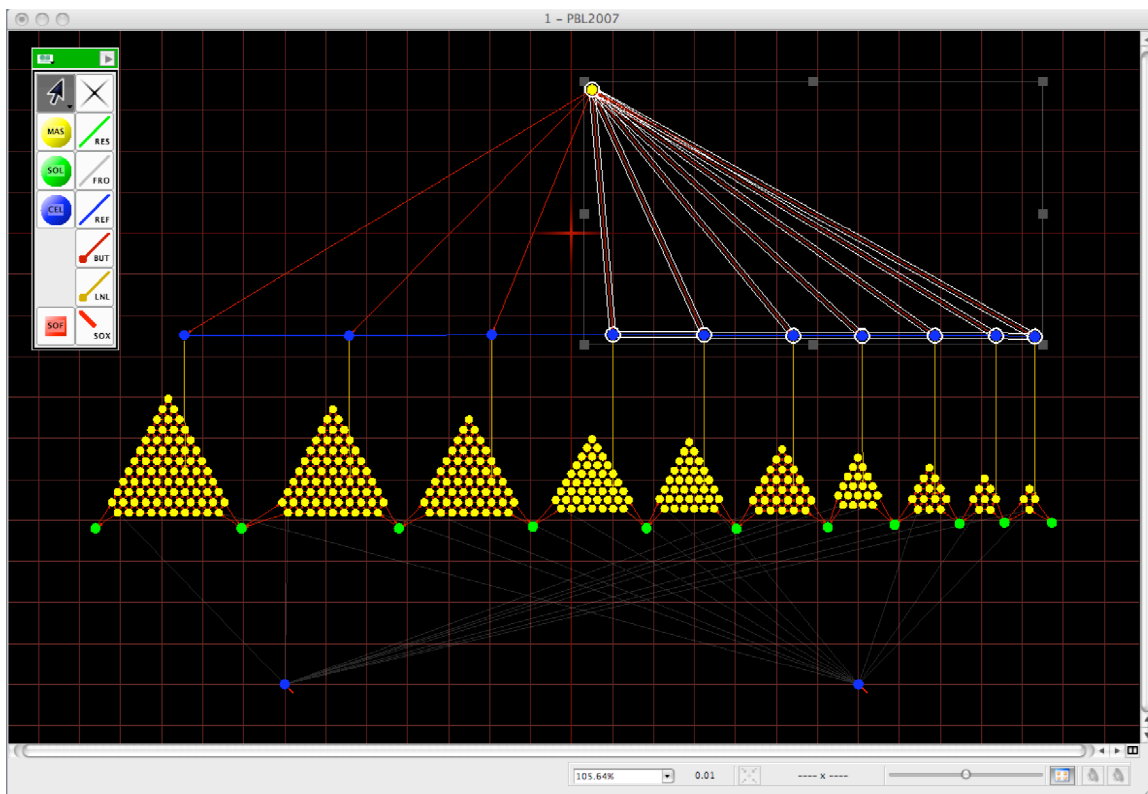 1 – PBL2007
MAS
RES
SOL
FRO
CEL
REF
BUT
LNL
SOF
SOX
105.64%
0.01
---- x ----